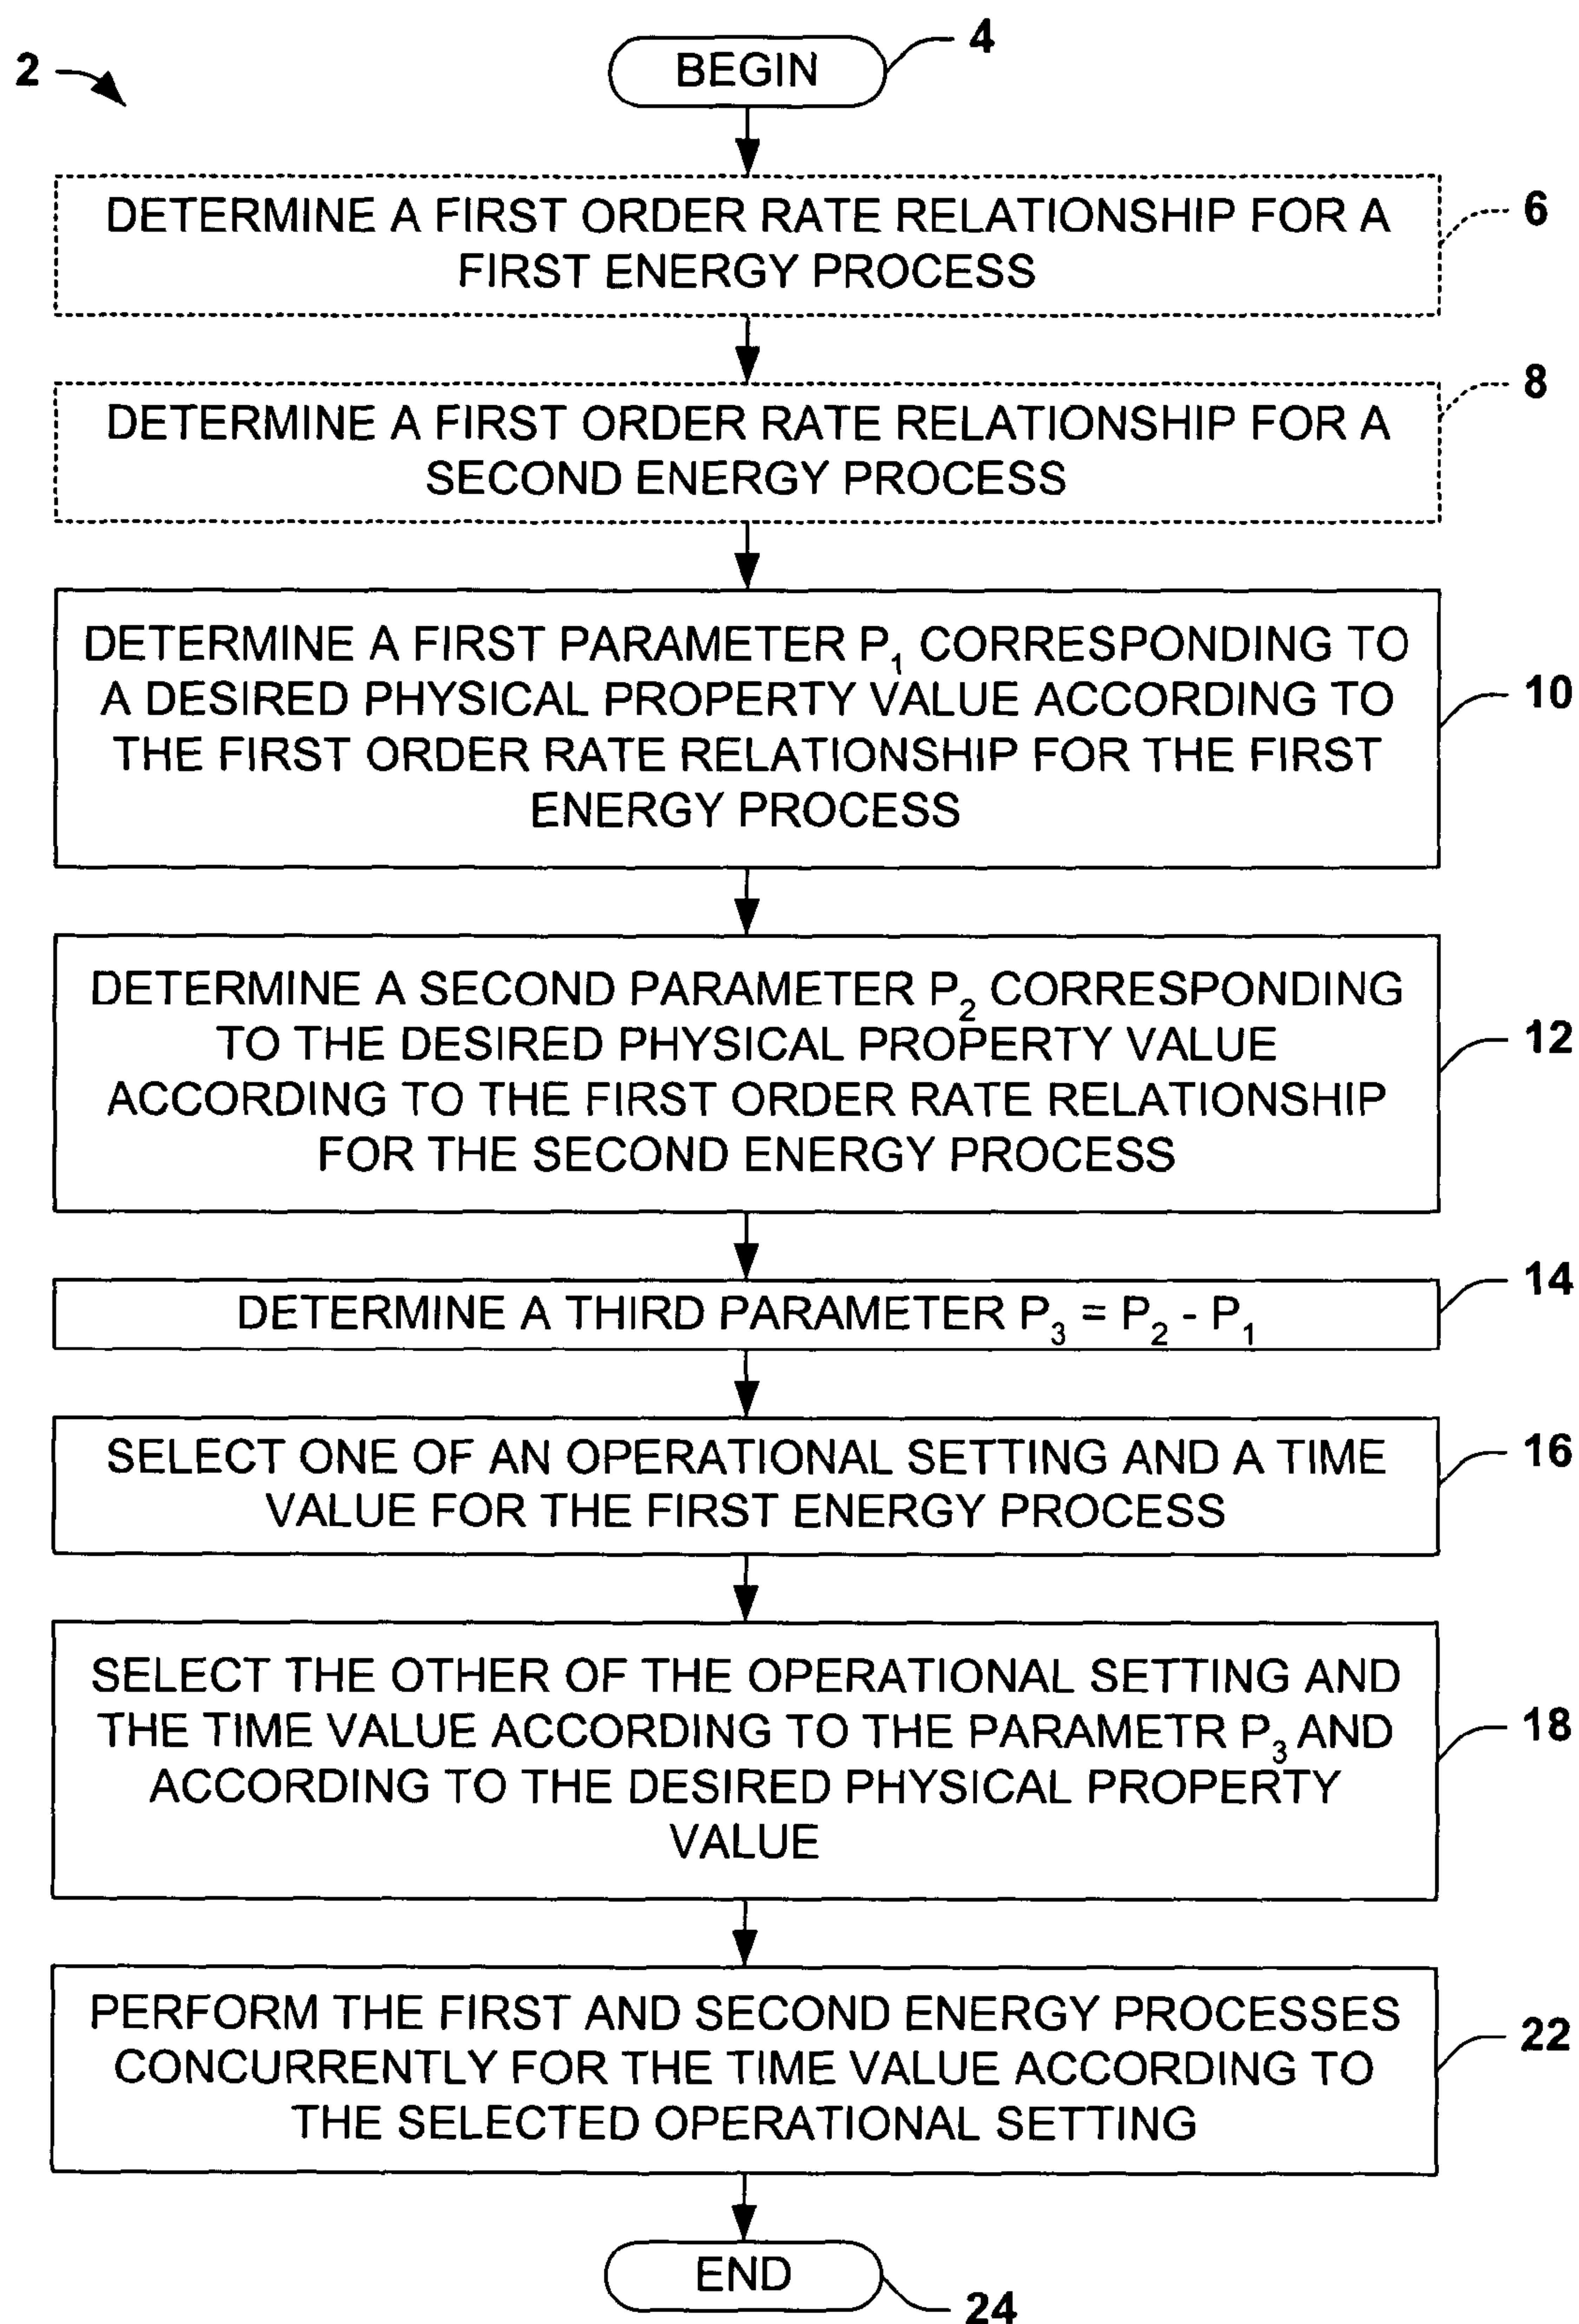 2
BEGIN
4
DETERMINE A FIRST ORDER RATE RELATIONSHIP FOR A
FIRST ENERGY PROCESS
6
DETERMINE A FIRST ORDER RATE RELATIONSHIP FOR A
SECOND ENERGY PROCESS
8
DETERMINE A FIRST PARAMETER P₁ CORRESPONDING TO
A DESIRED PHYSICAL PROPERTY VALUE ACCORDING TO
THE FIRST ORDER RATE RELATIONSHIP FOR THE FIRST
ENERGY PROCESS
10
DETERMINE A SECOND PARAMETER P₂ CORRESPONDING
TO THE DESIRED PHYSICAL PROPERTY VALUE
ACCORDING TO THE FIRST ORDER RATE RELATIONSHIP
FOR THE SECOND ENERGY PROCESS
12
DETERMINE A THIRD PARAMETER P₃ = P₂ - P₁
14
SELECT ONE OF AN OPERATIONAL SETTING AND A TIME
VALUE FOR THE FIRST ENERGY PROCESS
16
SELECT THE OTHER OF THE OPERATIONAL SETTING AND
THE TIME VALUE ACCORDING TO THE PARAMETR P₃ AND
ACCORDING TO THE DESIRED PHYSICAL PROPERTY
VALUE
18
PERFORM THE FIRST AND SECOND ENERGY PROCESSES
CONCURRENTLY FOR THE TIME VALUE ACCORDING TO
THE SELECTED OPERATIONAL SETTING
22
END
24